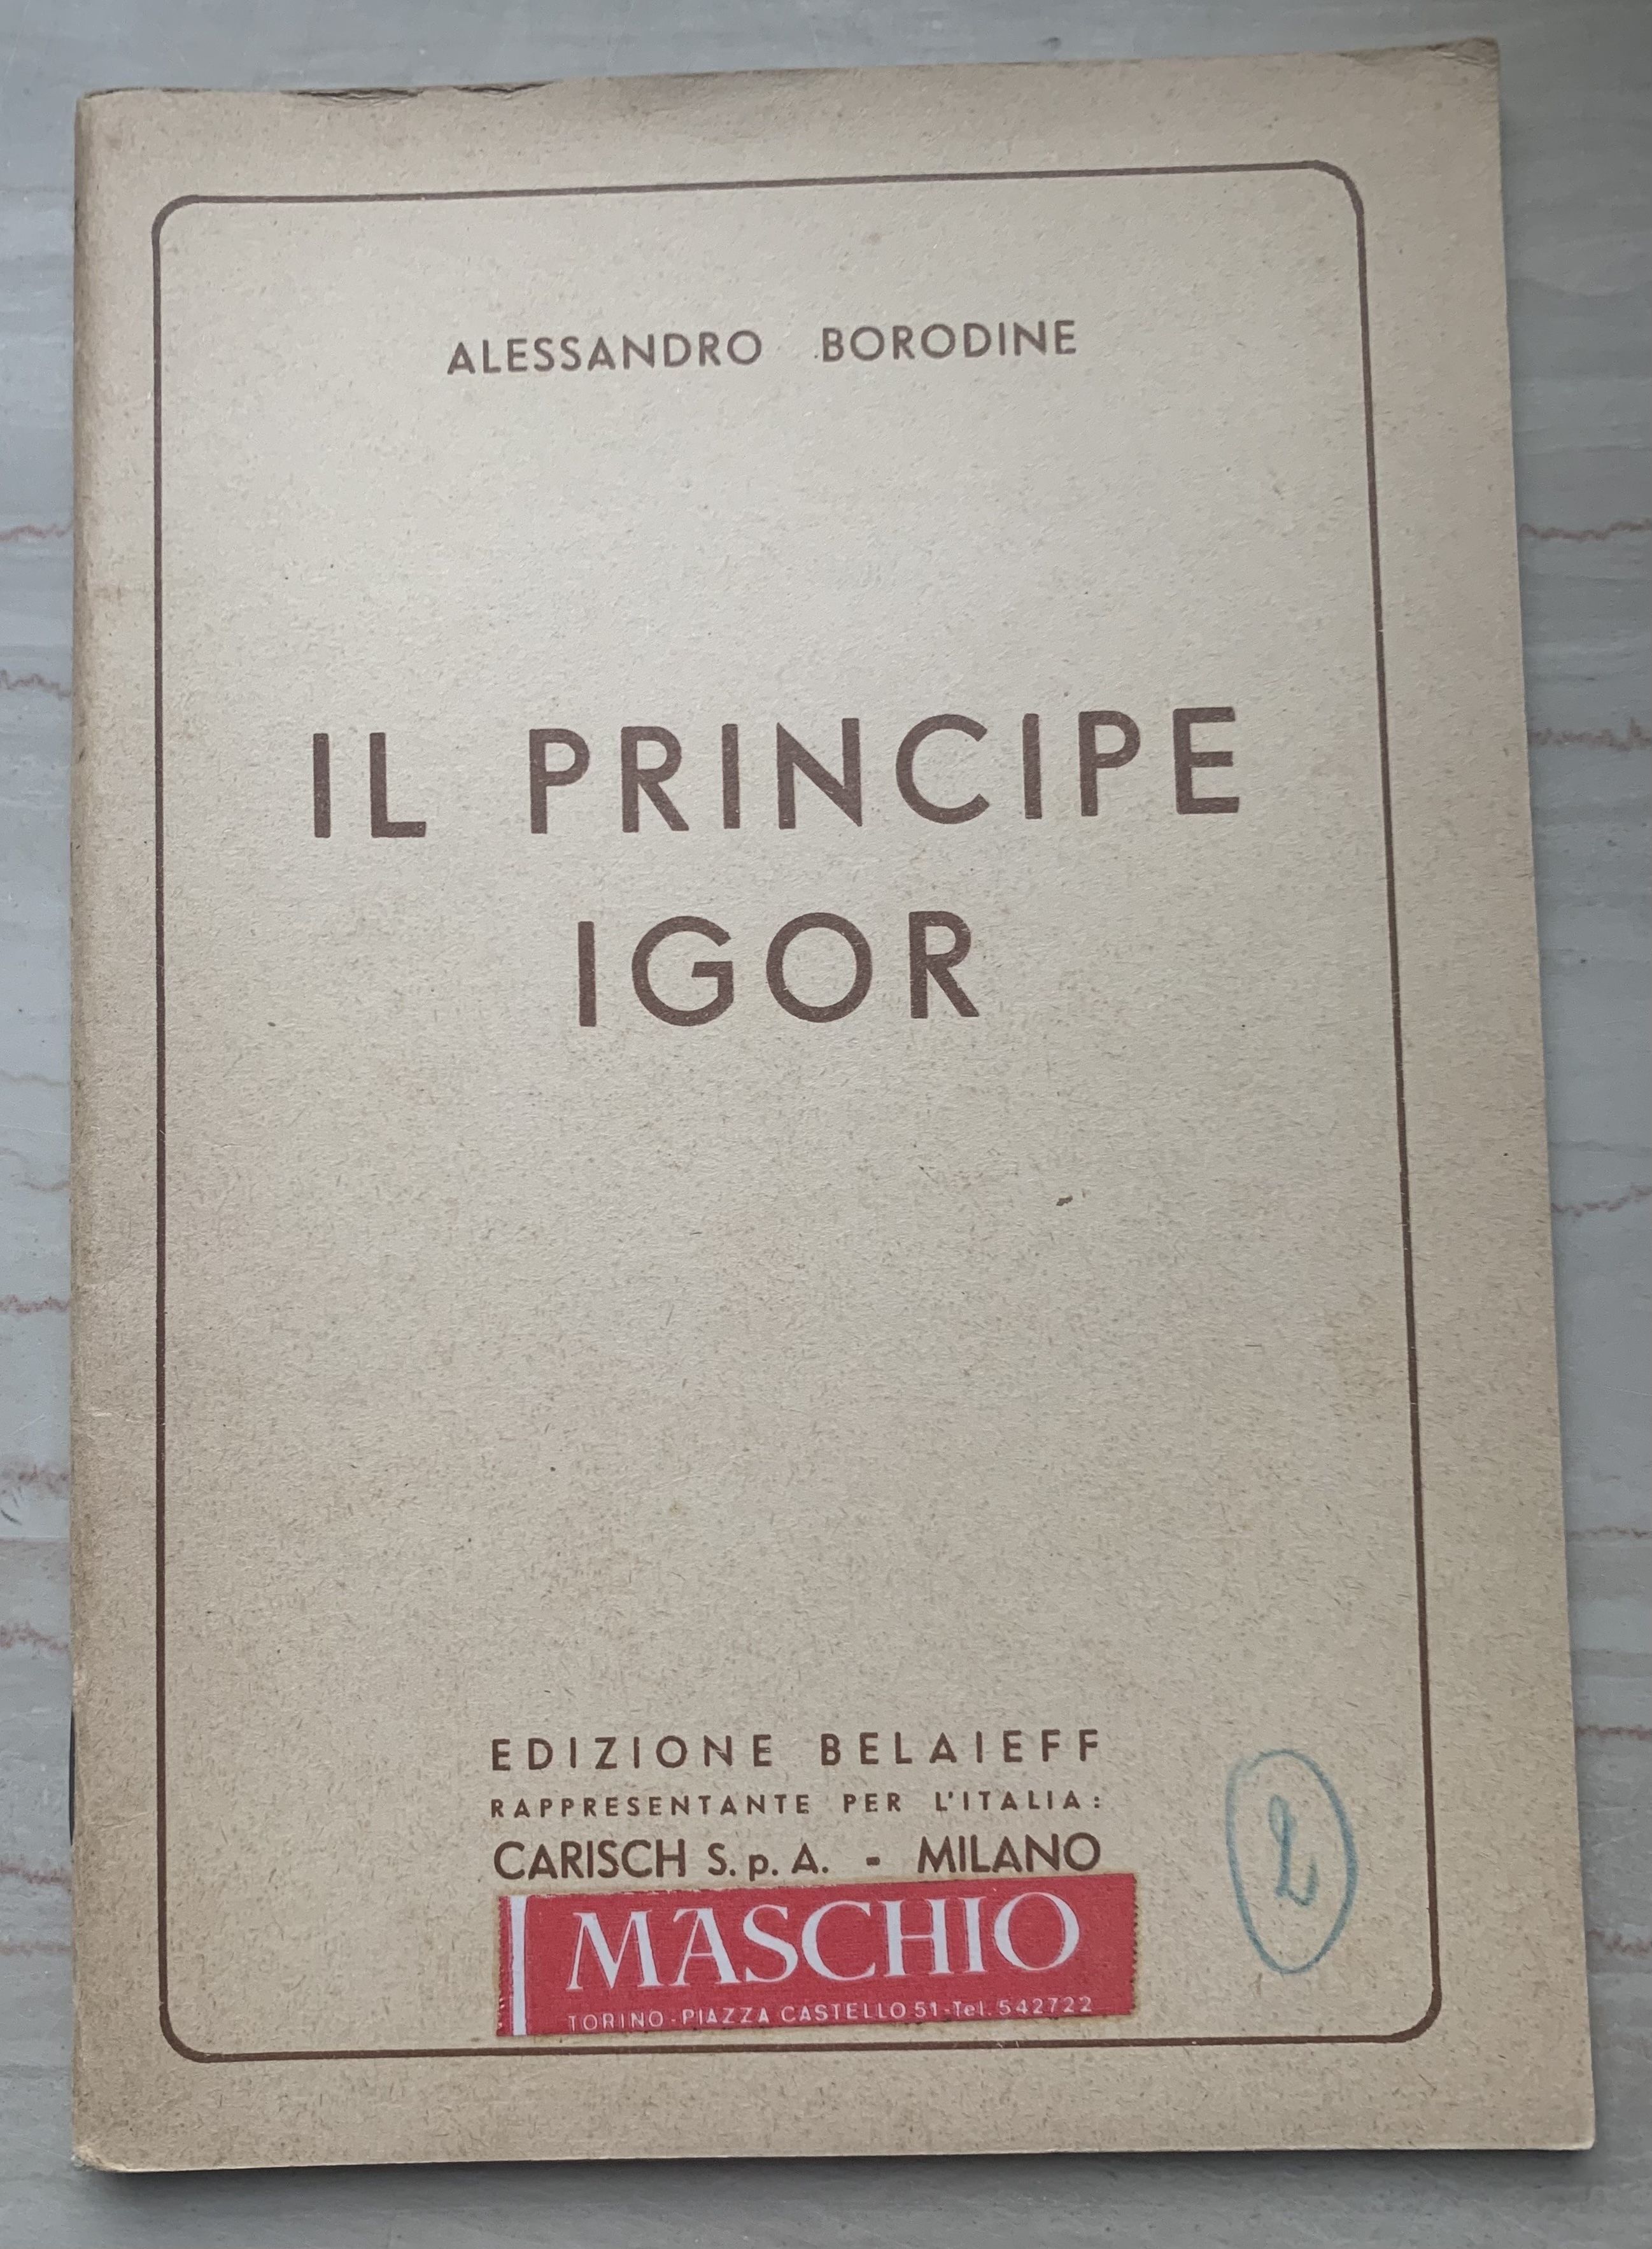 ALESSANDRO BORODINE
IL PRINCIPE
IGOR
EDIZIONE BELAIEFF
RAPPRESENTANTE PER L'ITALIA:
CARISCH S. p. A. - MILANO
MASCHIO
TORINO - PIAZZA CASTELLO 51 - Tel. 542722
2